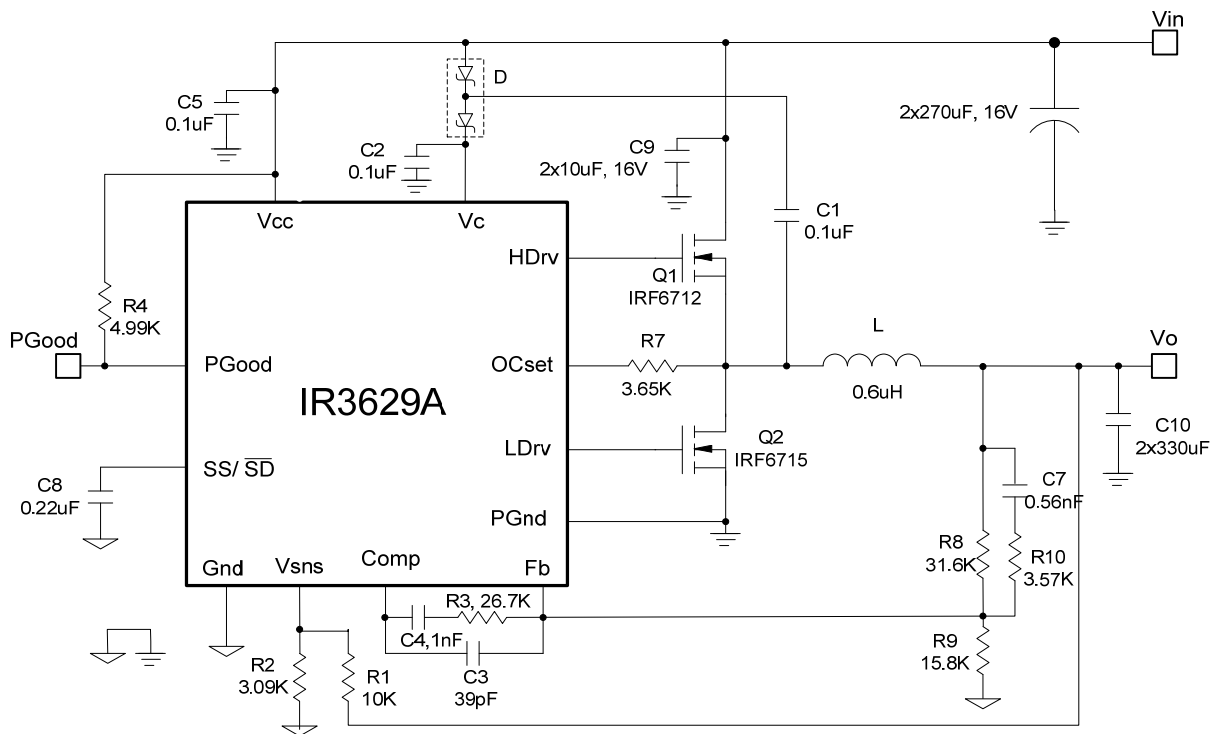 Vin
D
C5
0.1uF
2x270uF, 16V
C2
0.1uF
C9
2x10uF, 16V
C1
0.1uF
Vcc
Vc
HDrv
Q1
IRF6712
R4
4.99K
L
PGood
Vo
R7
PGood
OCset
3.65K
0.6uH
IR3629A
C10
2x330uF
Q2
IRF6715
LDrv
SS/ SD
C8
0.22uF
C7
0.56nF
PGnd
R8
31.6K
R10
3.57K
Gnd
Vsns
Comp
Fb
R3, 26.7K
C4,1nF
R9
15.8K
R2
3.09K
R1
10K
C3
39pF